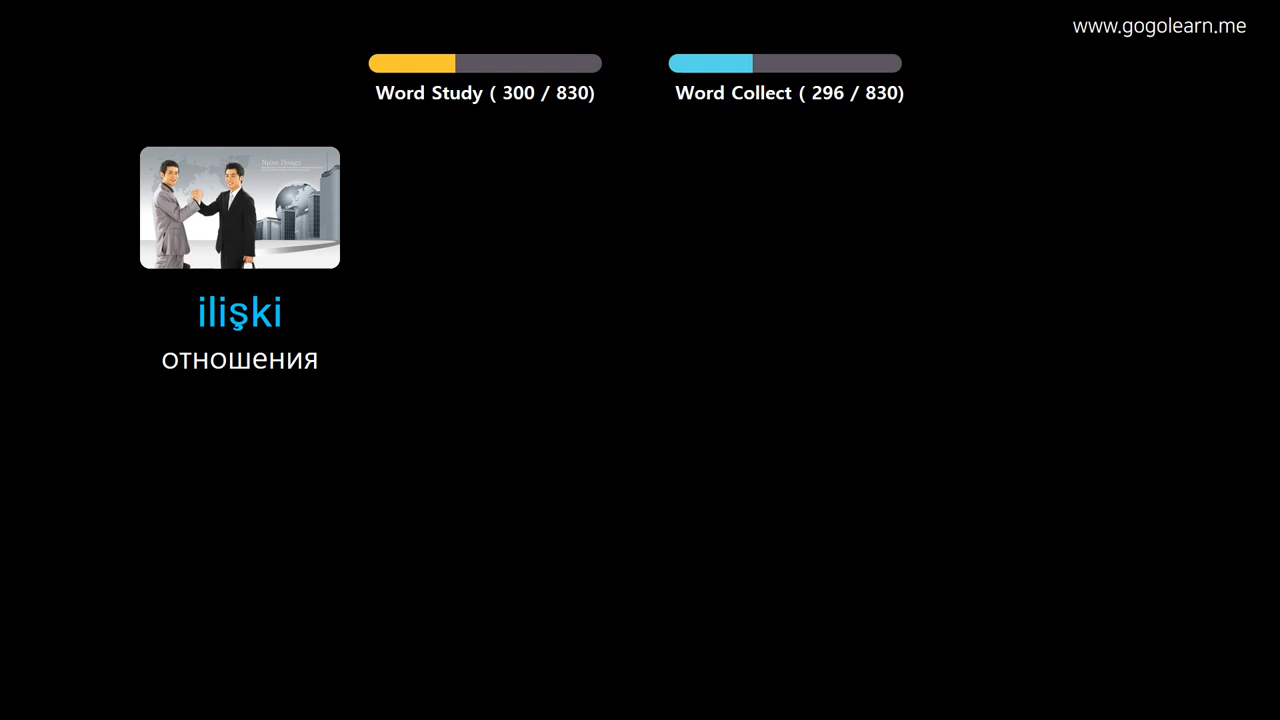 www.gogolearn.me
Word Study ( 300 / 830)
Word Collect ( 296 / 830)
ilişki
отношения